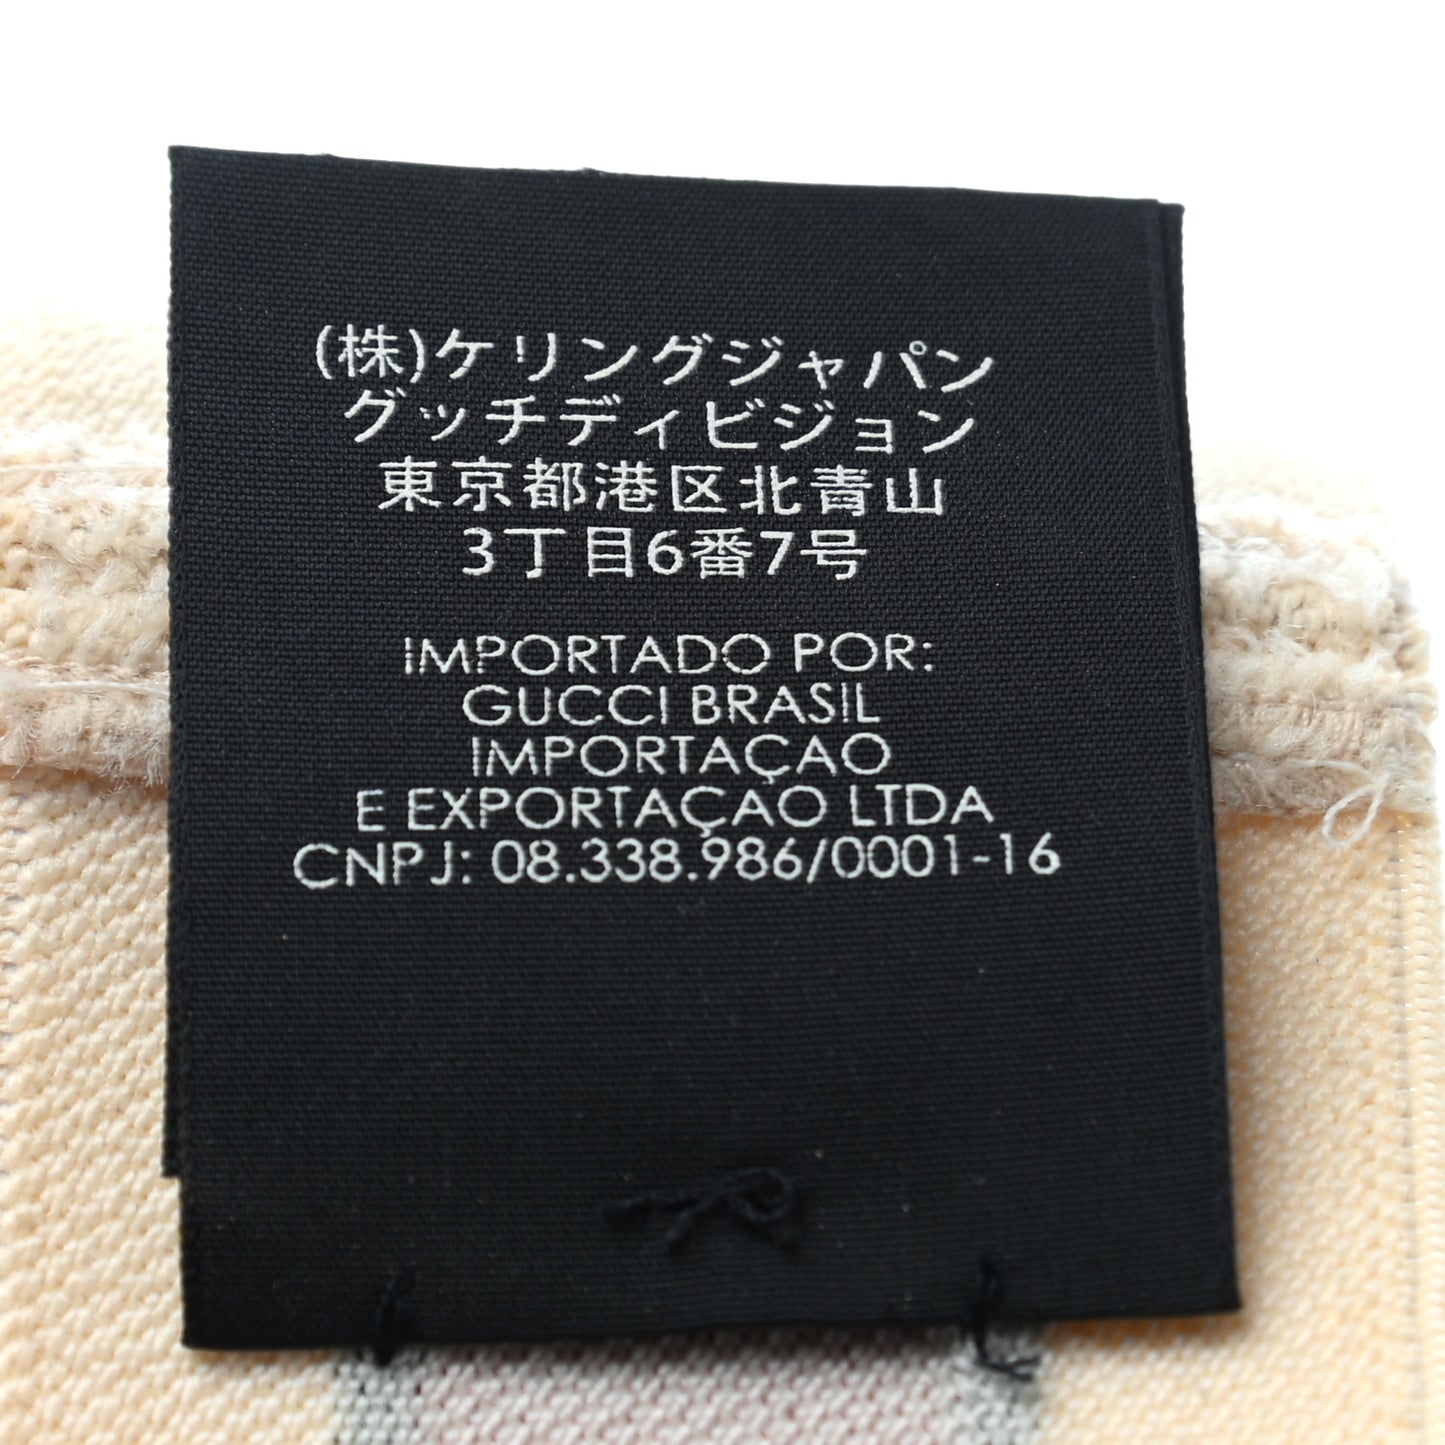 (株)ケリングジャパン
グッチディビジョン
東京都港区北青山
3丁目6番7号
IMPORTADO POR:
GUCCI BRASIL
IMPORTAÇAO
E EXPORTAÇAO LTDA
CNPJ: 08.338.986/0001-16